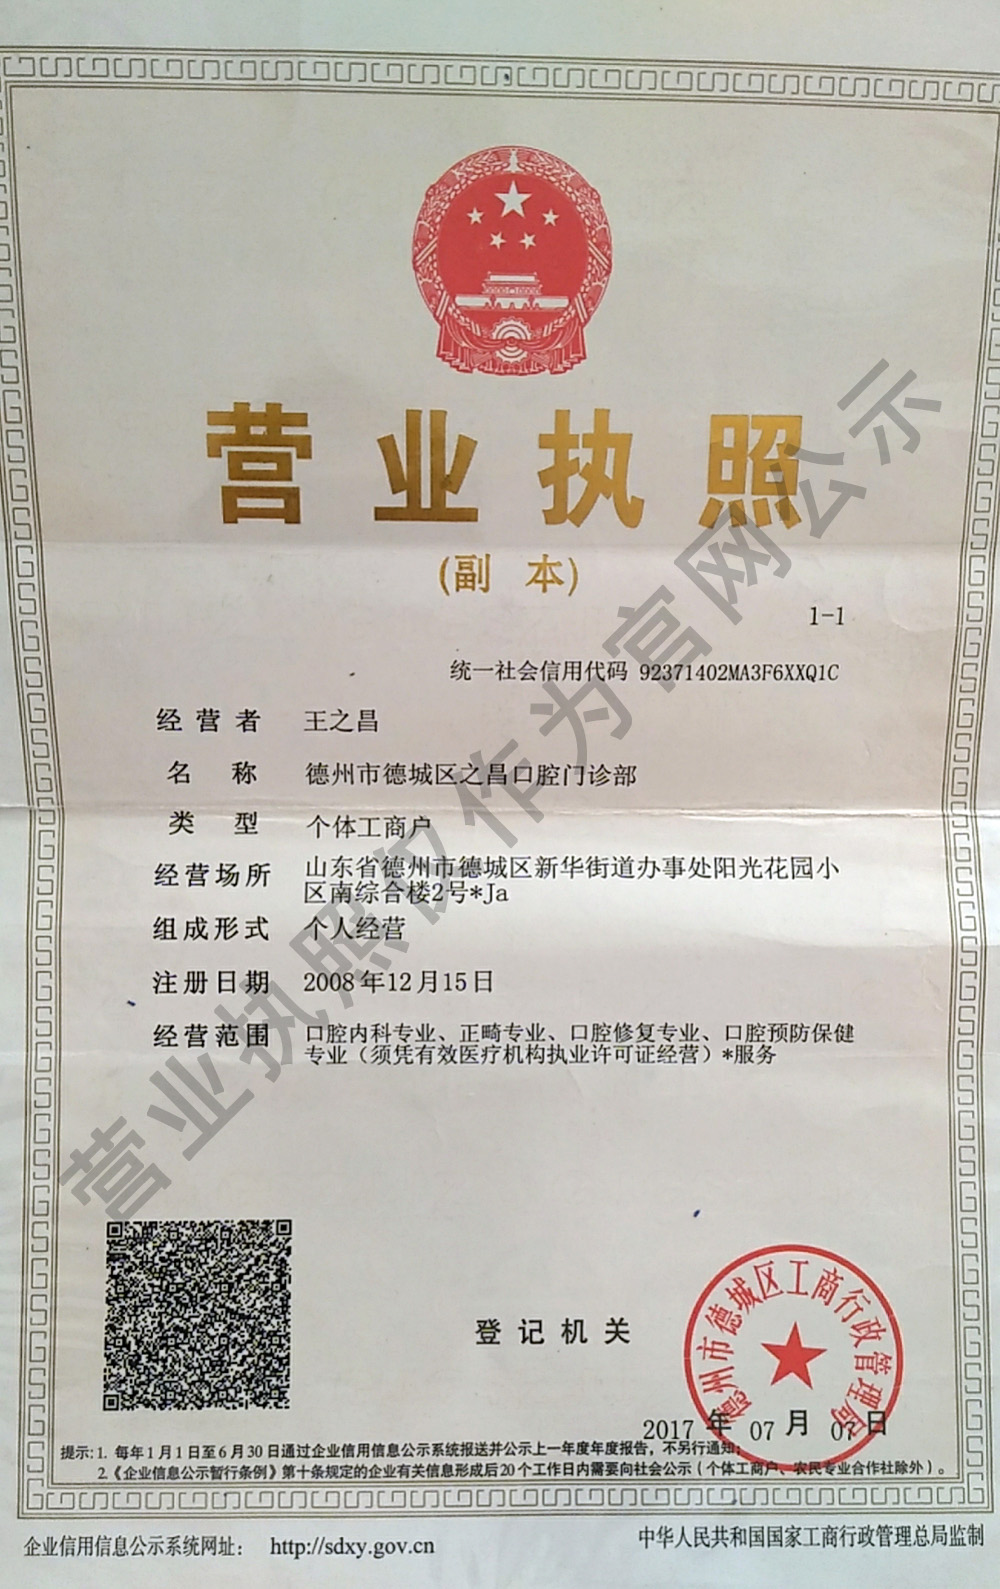 营业执照
(副 本)
1-1
统一社会信用代码 92371402MA3F6XXQ1C
经营者 王之昌
名称 德州市德城区之昌口腔门诊部
类型 个体工商户
经营场所 山东省德州市德城区新华街道办事处阳光花园小
区南综合楼2号*Ja
组成形式 个人经营
注册日期 2008年12月15日
经营范围 口腔内科专业、正畸专业、口腔修复专业、口腔预防保健
专业（须凭有效医疗机构执业许可证经营）*服务
营业执照仅作为官网公示
登记机关
德州市德城区工商行政管理局
2017 年 07 月 07 日
提示: 1. 每年1月1日至6月30日通过企业信用信息公示系统报送并公示上一年度年度报告，不另行通知;
2.《企业信息公示暂行条例》第十条规定的企业有关信息形成后20个工作日内需要向社会公示（个体工商户、农民专业合作社除外）。
企业信用信息公示系统网址： http://sdxy.gov.cn
中华人民共和国国家工商行政管理总局监制